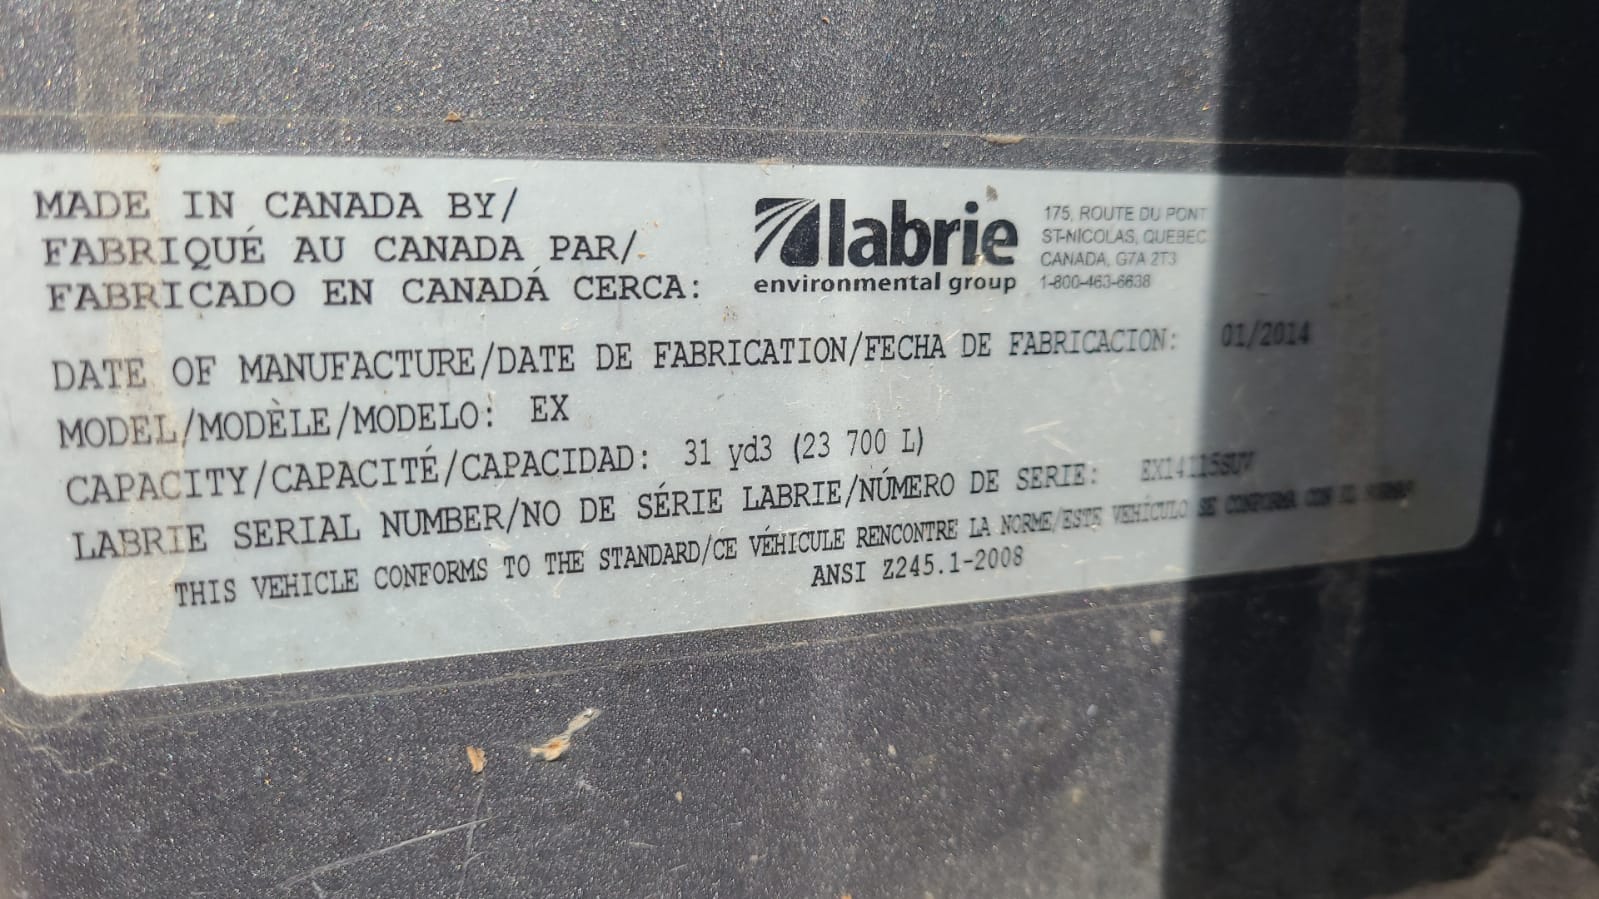 MADE IN CANADA BY/
FABRIQUÉ AU CANADA PAR/
FABRICADO EN CANADÁ CERCA:
labrie
environmental group
175, ROUTE DU PONT
ST-NICOLAS, QUEBEC
CANADA, G7A 2T3
1-800-463-6638
DATE OF MANUFACTURE/DATE DE FABRICATION/FECHA DE FABRICACION: 01/2014
MODEL/MODÈLE/MODELO: EX
CAPACITY/CAPACITÉ/CAPACIDAD: 31 yd3 (23 700 L)
LABRIE SERIAL NUMBER/NO DE SÉRIE LABRIE/NÚMERO DE SERIE:
THIS VEHICLE CONFORMS TO THE STANDARD/CE VÉHICULE RENCONTRE LA NORME/ESTE VEHÍCULO SE CONFORMA CON EL
ANSI Z245.1-2008